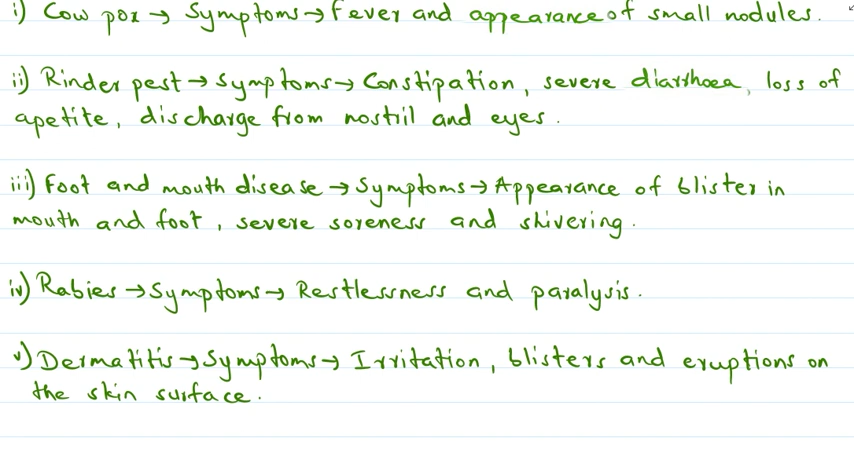 i) Cow pox → Symptoms → Fever and appearance of small nodules.
ii) Rinder pest → Symptoms → Constipation, severe diarrhoea, loss of
apetite, discharge from nostril and eyes.
iii) Foot and mouth disease → Symptoms → Appearance of blister in
mouth and foot, severe soreness and shivering.
iv) Rabies → Symptoms → Restlessness and paralysis.
v) Dermatitis → Symptoms → Irritation, blisters and eruptions on
the skin surface.